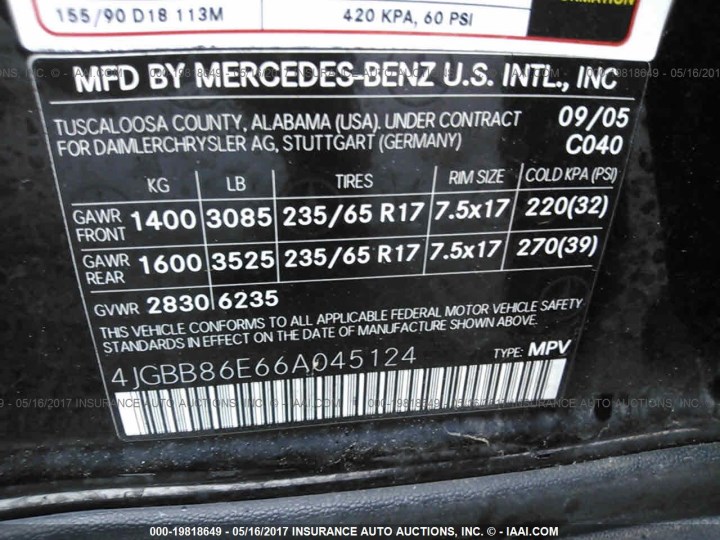 155/90 D18 113M 420 KPA, 60 PSI
MFD BY MERCEDES-BENZ U.S. INTL., INC
TUSCALOOSA COUNTY, ALABAMA (USA). UNDER CONTRACT 09/05
FOR DAIMLERCHRYSLER AG, STUTTGART (GERMANY) C040
KG LB TIRES RIM SIZE COLD KPA (PSI)
GAWR FRONT 1400 3085 235/65 R17 7.5x17 220(32)
GAWR REAR 1600 3525 235/65 R17 7.5x17 270(39)
GVWR 2830 6235
THIS VEHICLE CONFORMS TO ALL APPLICABLE FEDERAL MOTOR VEHICLE SAFETY
STANDARDS IN EFFECT ON THE DATE OF MANUFACTURE SHOWN ABOVE.
4JGBB86E66A045124 TYPE: MPV
000-19818649 - 05/16/2017 INSURANCE AUTO AUCTIONS, INC. - © IAAI.COM